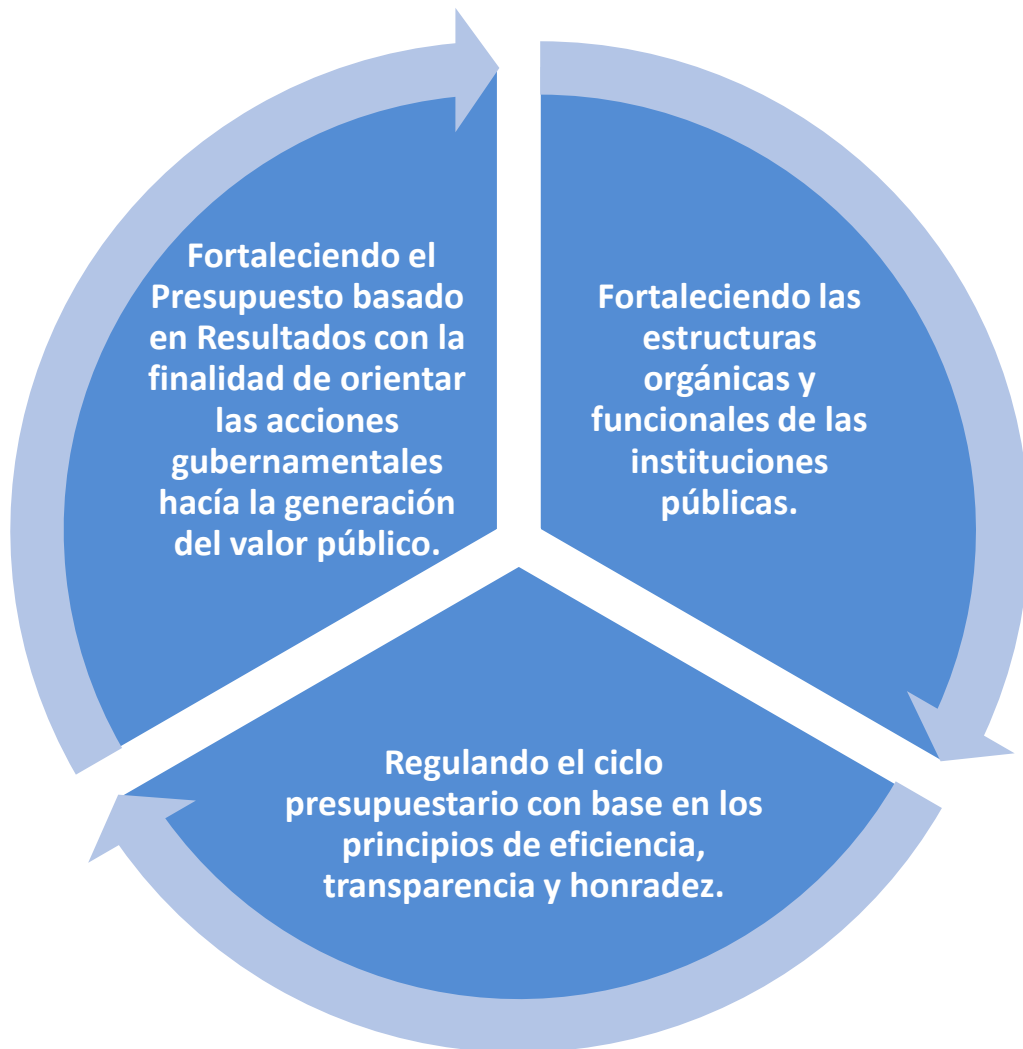 Fortaleciendo el
Presupuesto basado
en Resultados con la
finalidad de orientar
las acciones
gubernamentales
hacía la generación
del valor público.
Fortaleciendo las
estructuras
orgánicas y
funcionales de las
instituciones
públicas.
Regulando el ciclo
presupuestario con base en los
principios de eficiencia,
transparencia y honradez.